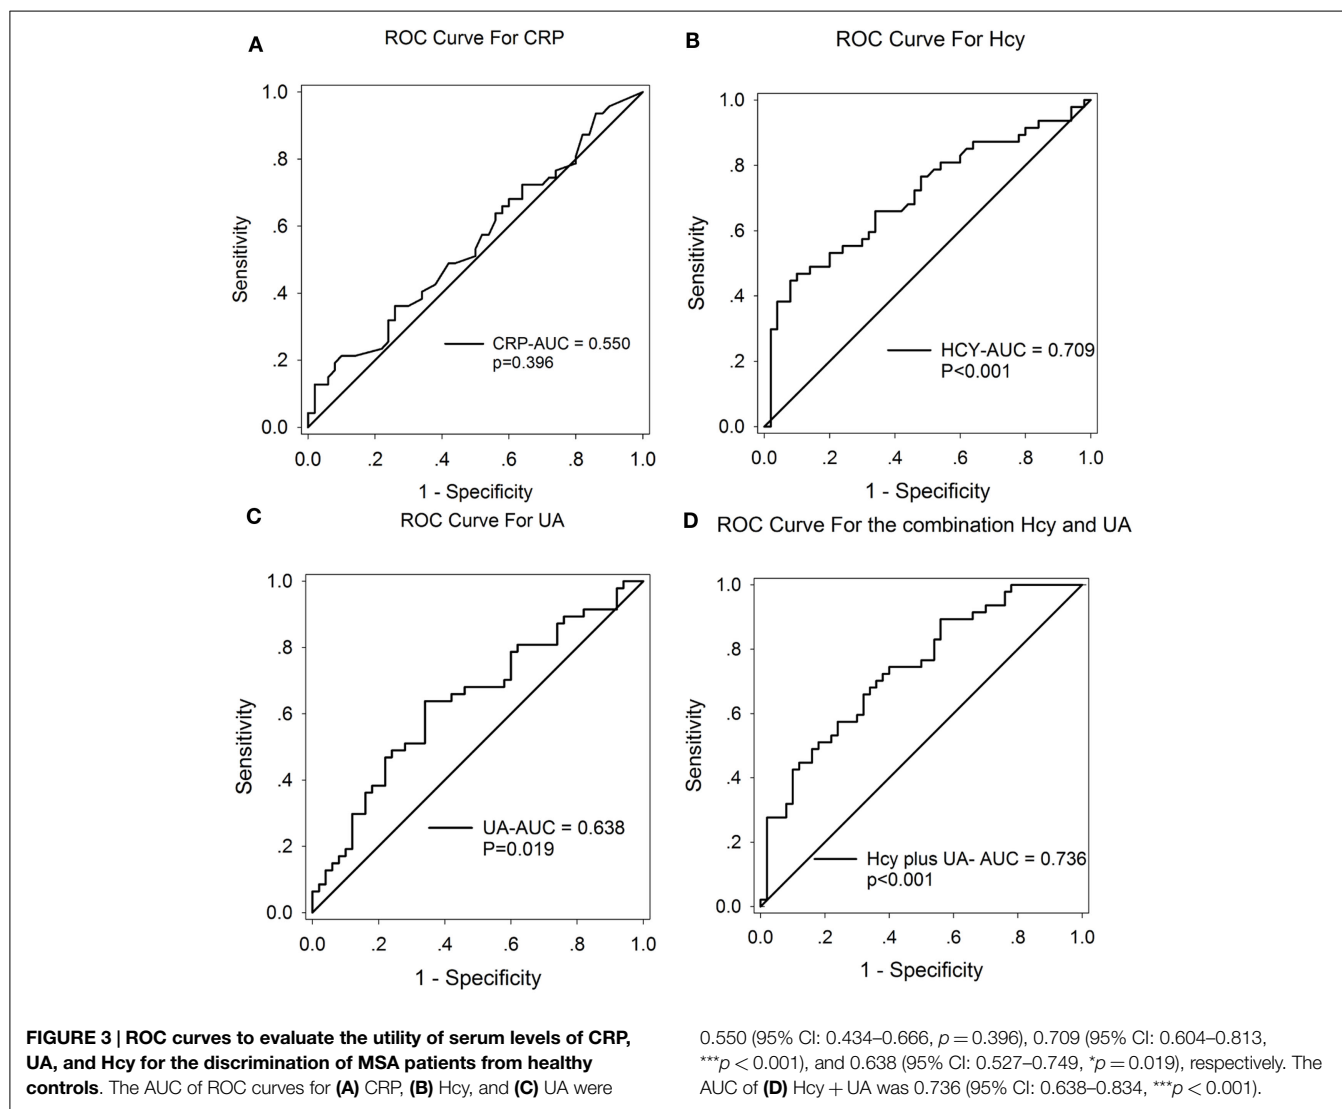 A
ROC Curve For CRP
1.0
.8
.6
.4
.2
0.0
Sensitivity
CRP-AUC = 0.550
p=0.396
0.0 .2 .4 .6 .8 1.0
1 - Specificity
B
ROC Curve For Hcy
1.0
.8
.6
.4
.2
0.0
Sensitivity
HCY-AUC = 0.709
P<0.001
0.0 .2 .4 .6 .8 1.0
1 - Specificity
C
ROC Curve For UA
1.0
.8
.6
.4
.2
0.0
Sensitivity
UA-AUC = 0.638
P=0.019
0.0 .2 .4 .6 .8 1.0
1 - Specificity
D
ROC Curve For the combination Hcy and UA
1.0
.8
.6
.4
.2
0.0
Sensitivity
Hcy plus UA- AUC = 0.736
p<0.001
0.0 .2 .4 .6 .8 1.0
1 - Specificity
FIGURE 3 | ROC curves to evaluate the utility of serum levels of CRP,
UA, and Hcy for the discrimination of MSA patients from healthy
controls. The AUC of ROC curves for (A) CRP, (B) Hcy, and (C) UA were
0.550 (95% CI: 0.434–0.666, p = 0.396), 0.709 (95% CI: 0.604–0.813,
***p < 0.001), and 0.638 (95% CI: 0.527–0.749, *p = 0.019), respectively. The
AUC of (D) Hcy + UA was 0.736 (95% CI: 0.638–0.834, ***p < 0.001).